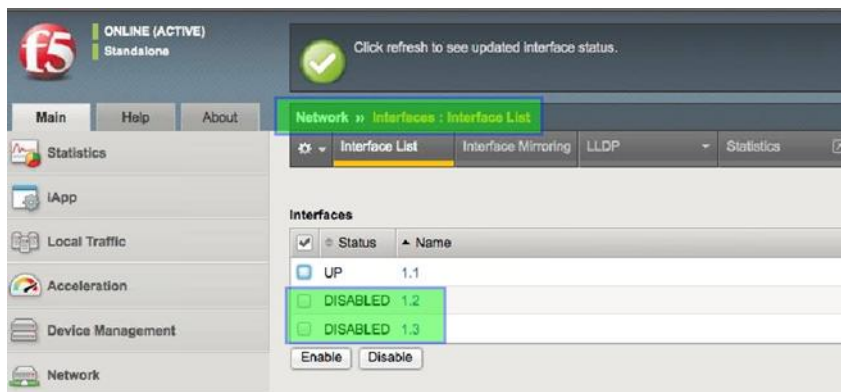 f5
ONLINE (ACTIVE)
Standalone
Click refresh to see updated interface status.
Main Help About
Network » Interfaces : Interface List
Interface List Interface Mirroring LLDP Statistics
Statistics
iApp
Local Traffic
Acceleration
Device Management
Network
Interfaces
Status Name
UP 1.1
DISABLED 1.2
DISABLED 1.3
Enable Disable